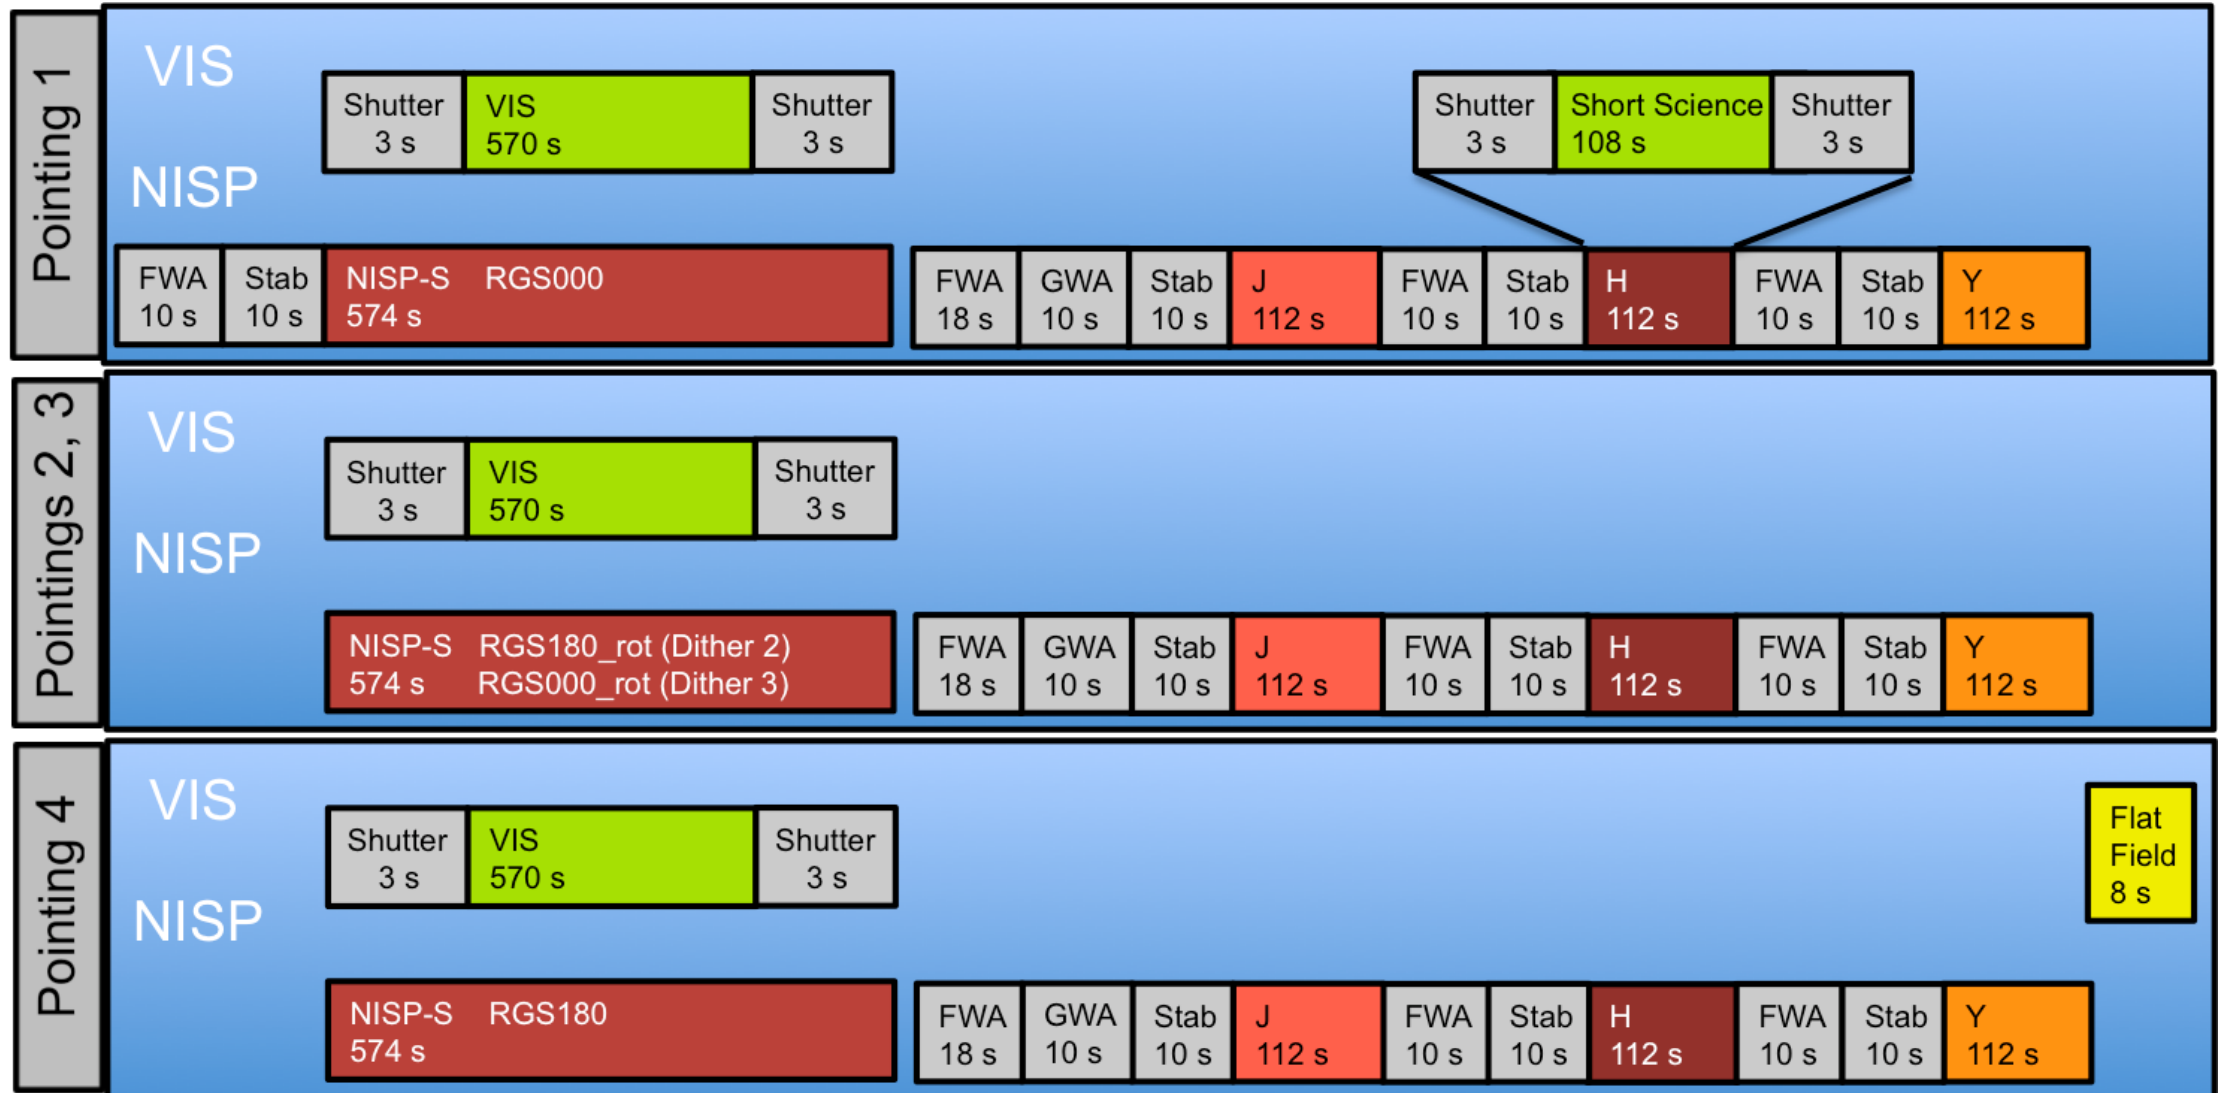 Pointing 1
VIS
Shutter
3 s
VIS
570 s
Shutter
3 s
Shutter
3 s
Short Science
108 s
Shutter
3 s
NISP
FWA
10 s
Stab
10 s
NISP-S RGS000
574 s
FWA
18 s
GWA
10 s
Stab
10 s
J
112 s
FWA
10 s
Stab
10 s
H
112 s
FWA
10 s
Stab
10 s
Y
112 s
Pointings 2, 3
VIS
Shutter
3 s
VIS
570 s
Shutter
3 s
NISP
NISP-S RGS180_rot (Dither 2)
574 s RGS000_rot (Dither 3)
FWA
18 s
GWA
10 s
Stab
10 s
J
112 s
FWA
10 s
Stab
10 s
H
112 s
FWA
10 s
Stab
10 s
Y
112 s
Pointing 4
VIS
Shutter
3 s
VIS
570 s
Shutter
3 s
Flat
Field
8 s
NISP
NISP-S RGS180
574 s
FWA
18 s
GWA
10 s
Stab
10 s
J
112 s
FWA
10 s
Stab
10 s
H
112 s
FWA
10 s
Stab
10 s
Y
112 s